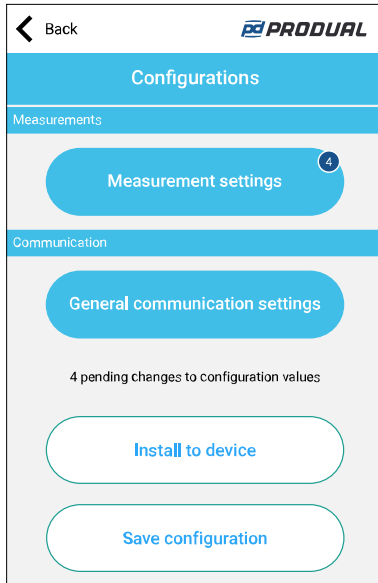 Back
pd PRODUAL
Configurations
Measurements
4
Measurement settings
Communication
General communication settings
4 pending changes to configuration values
Install to device
Save configuration